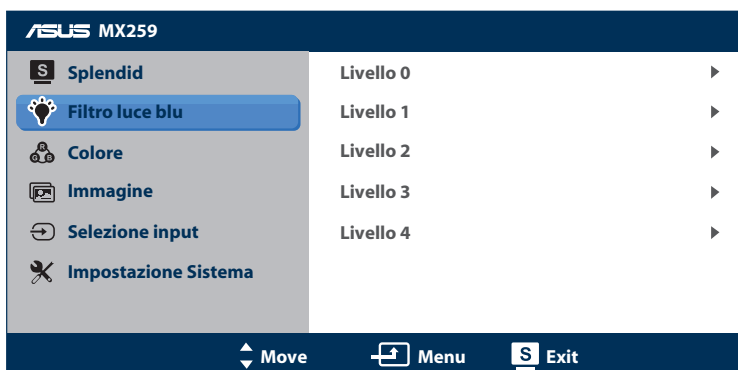 ASUS MX259
S Splendid
Filtro luce blu
R G B Colore
Immagine
Selezione input
Impostazione Sistema
Livello 0
Livello 1
Livello 2
Livello 3
Livello 4
Move Menu S Exit